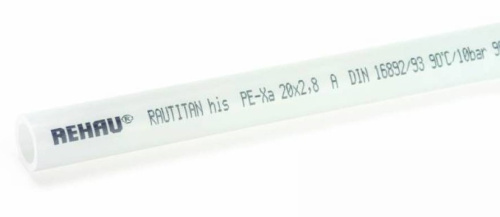 REHAU® RAUTITAN his PE-Xa 20x2,8 A DIN 16892/93 90°C/10bar